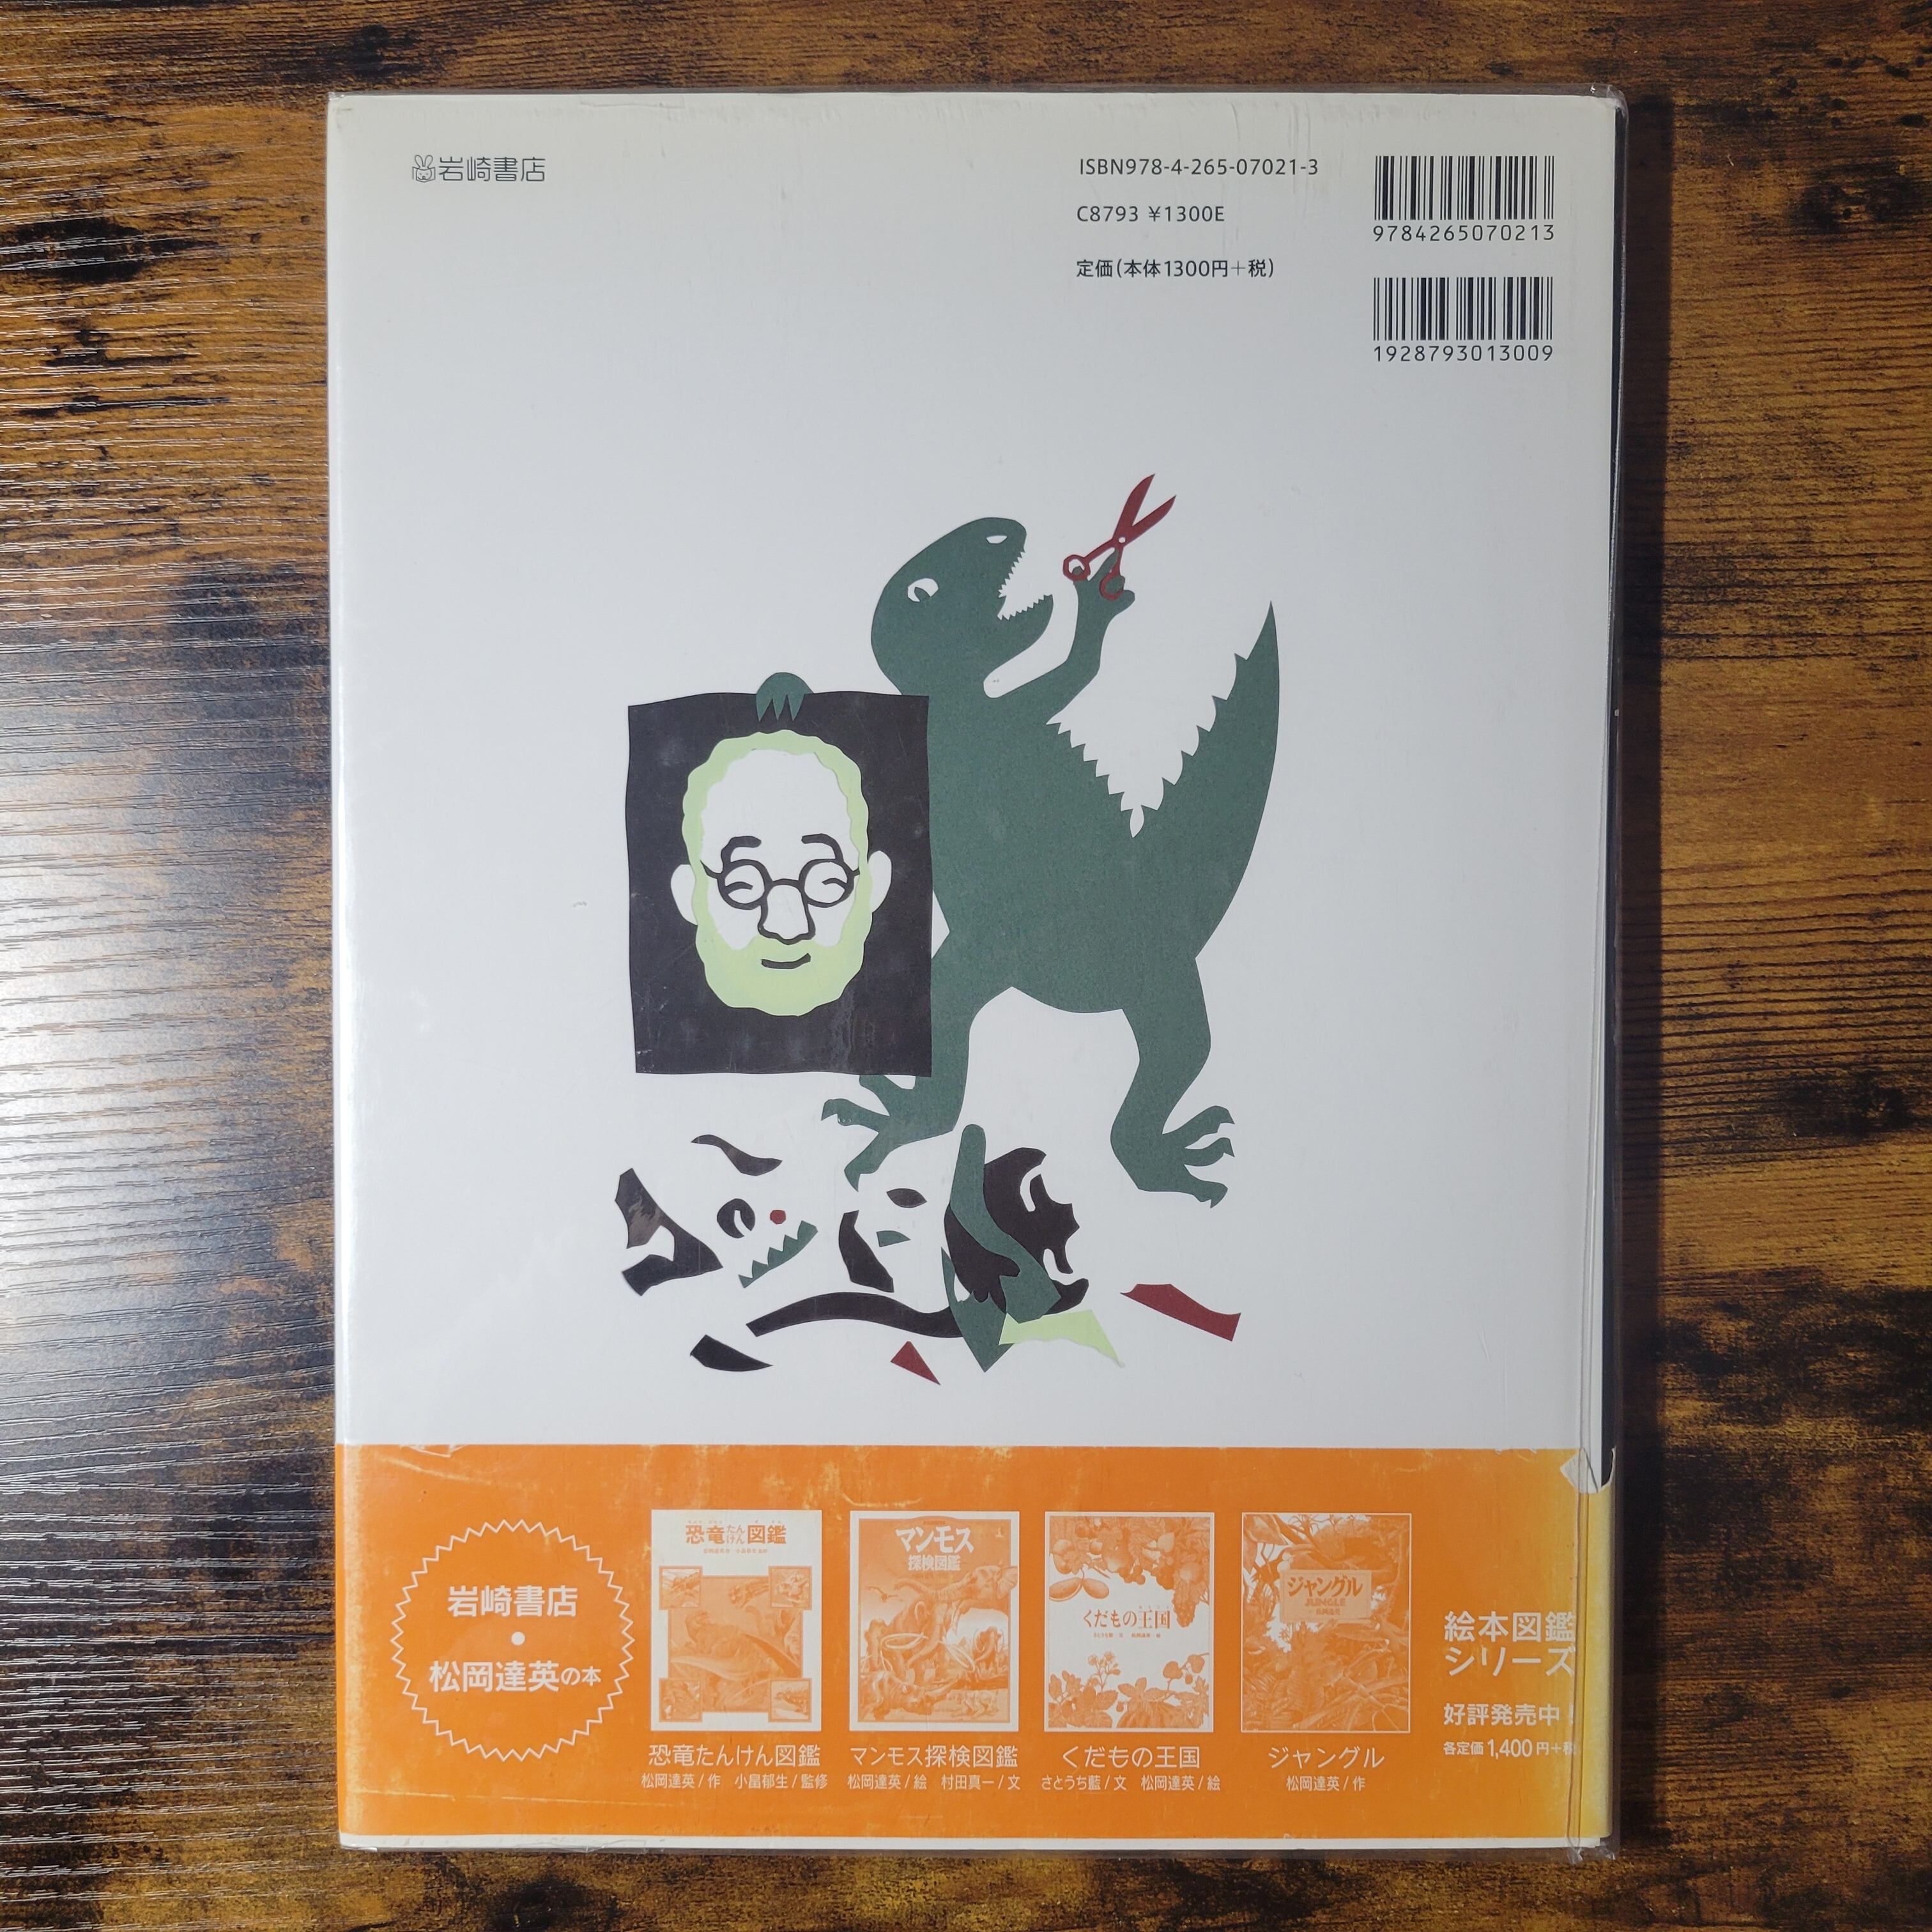 岩崎書店
ISBN978-4-265-07021-3
C8793 ¥1300E
定価(本体1300円+税)
9784265070213
1928793013009
岩崎書店
•
松岡達英の本
恐竜たんけん図鑑
マンモス
探検図鑑
くだもの王国
ジャングル
JUNGLE
恐竜たんけん図鑑
松岡達英/作 小畠郁生/監修
マンモス探検図鑑
松岡達英/絵 村田真一/文
くだもの王国
さとうち藍/文 松岡達英/絵
ジャングル
松岡達英/作
絵本図鑑
シリーズ
好評発売中!
各定価1,400円+税